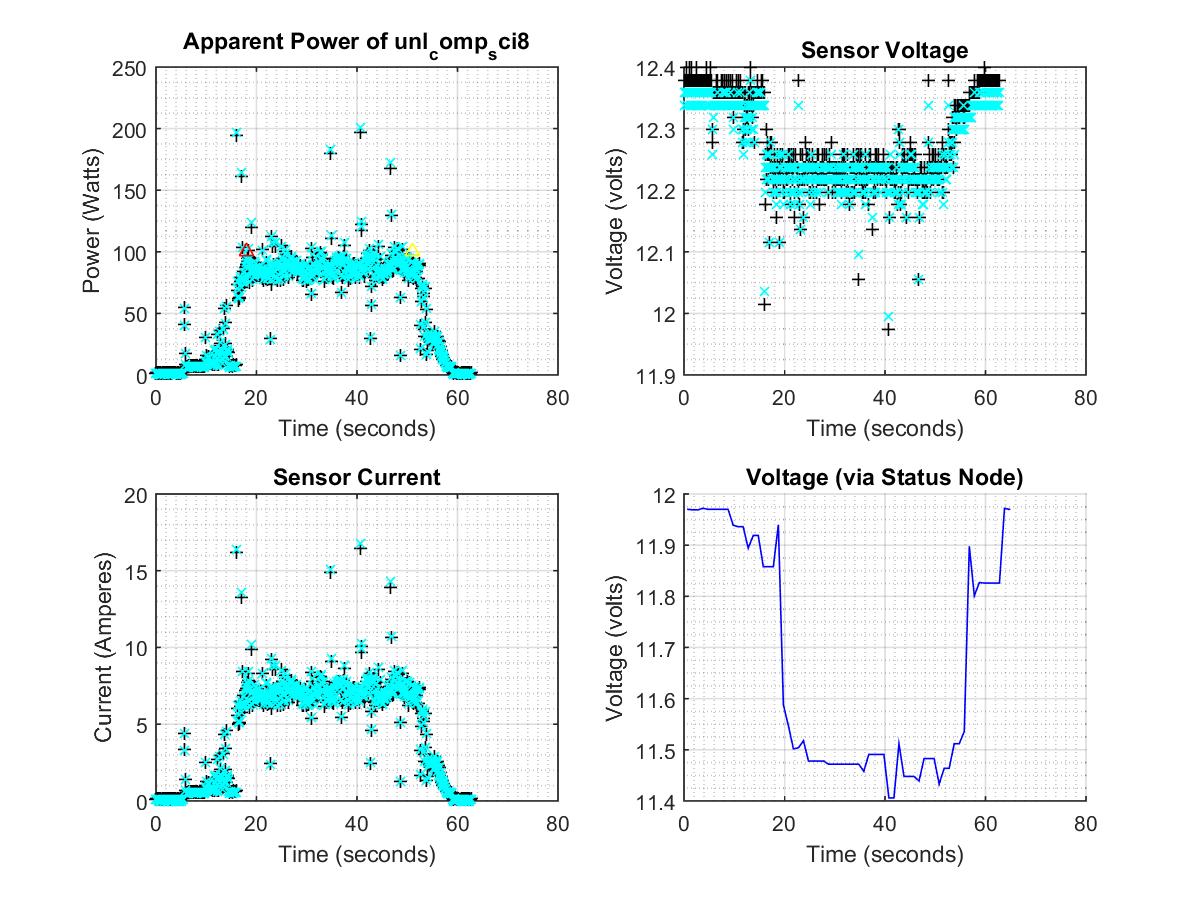 Apparent Power of unl_comp_sci8
250
200
150
100
50
0
Power (Watts)
0 20 40 60 80
Time (seconds)
Sensor Voltage
12.4
12.3
12.2
12.1
12
11.9
Voltage (volts)
0 20 40 60 80
Time (seconds)
Sensor Current
20
15
10
5
0
Current (Amperes)
0 20 40 60 80
Time (seconds)
Voltage (via Status Node)
12
11.9
11.8
11.7
11.6
11.5
11.4
Voltage (volts)
0 20 40 60 80
Time (seconds)